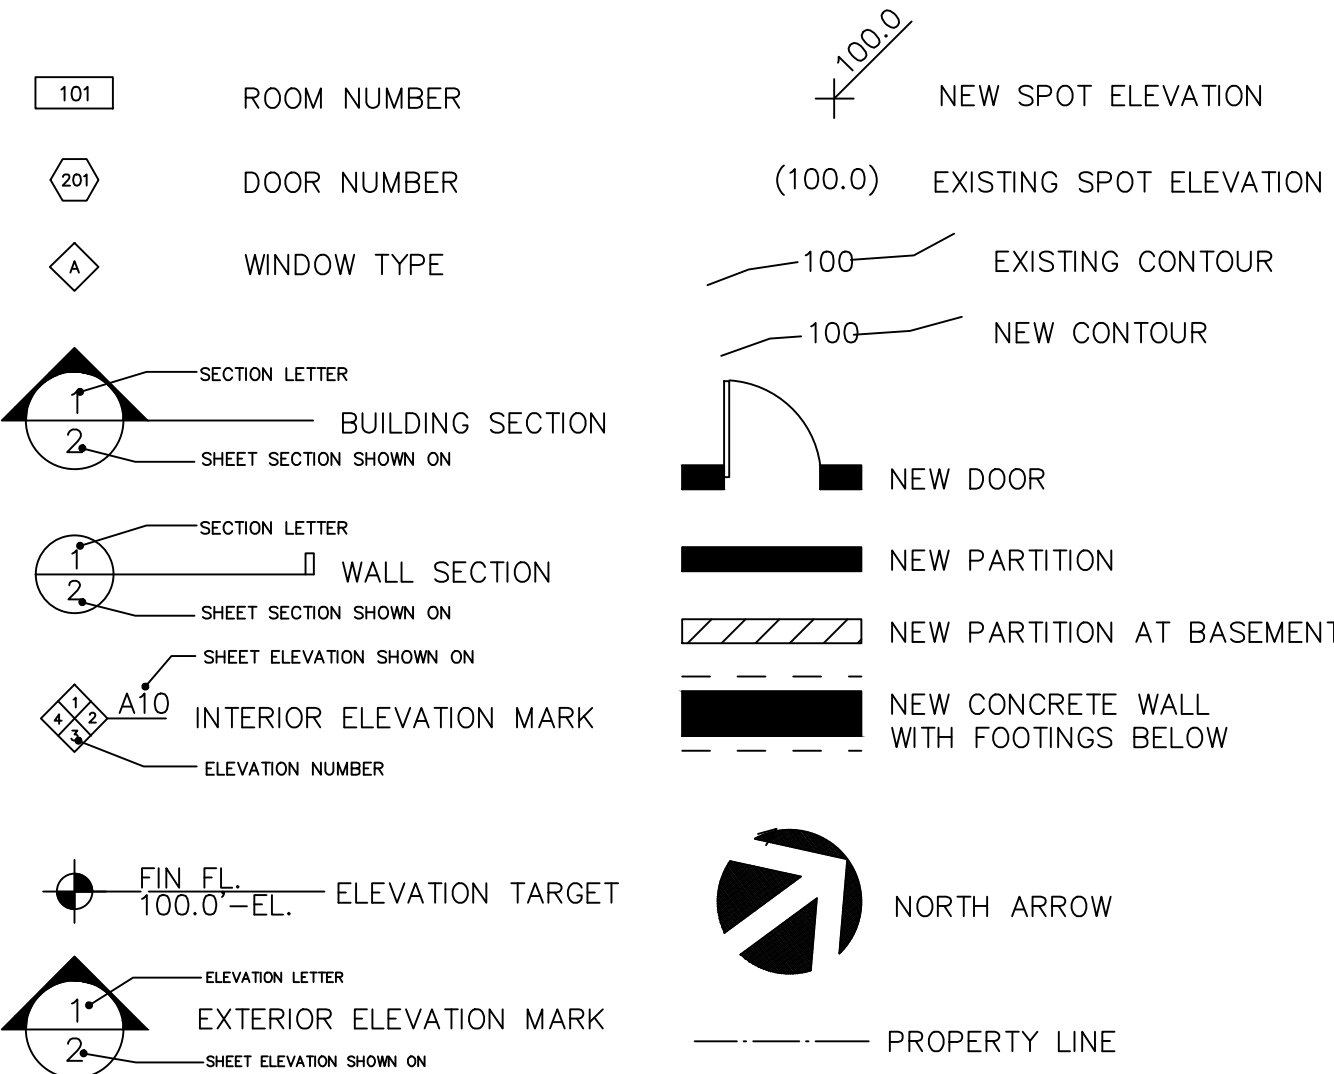 101
ROOM NUMBER
201
DOOR NUMBER
A
WINDOW TYPE
SECTION LETTER
1
BUILDING SECTION
2
SHEET SECTION SHOWN ON
SECTION LETTER
1
WALL SECTION
2
SHEET SECTION SHOWN ON
SHEET ELEVATION SHOWN ON
A10
1
4 2
3
INTERIOR ELEVATION MARK
ELEVATION NUMBER
FIN FL.
100.0'-EL.
ELEVATION TARGET
ELEVATION LETTER
1
EXTERIOR ELEVATION MARK
2
SHEET ELEVATION SHOWN ON
100.0
NEW SPOT ELEVATION
(100.0)
EXISTING SPOT ELEVATION
100
EXISTING CONTOUR
100
NEW CONTOUR
NEW DOOR
NEW PARTITION
NEW PARTITION AT BASEMENT
NEW CONCRETE WALL
WITH FOOTINGS BELOW
NORTH ARROW
PROPERTY LINE